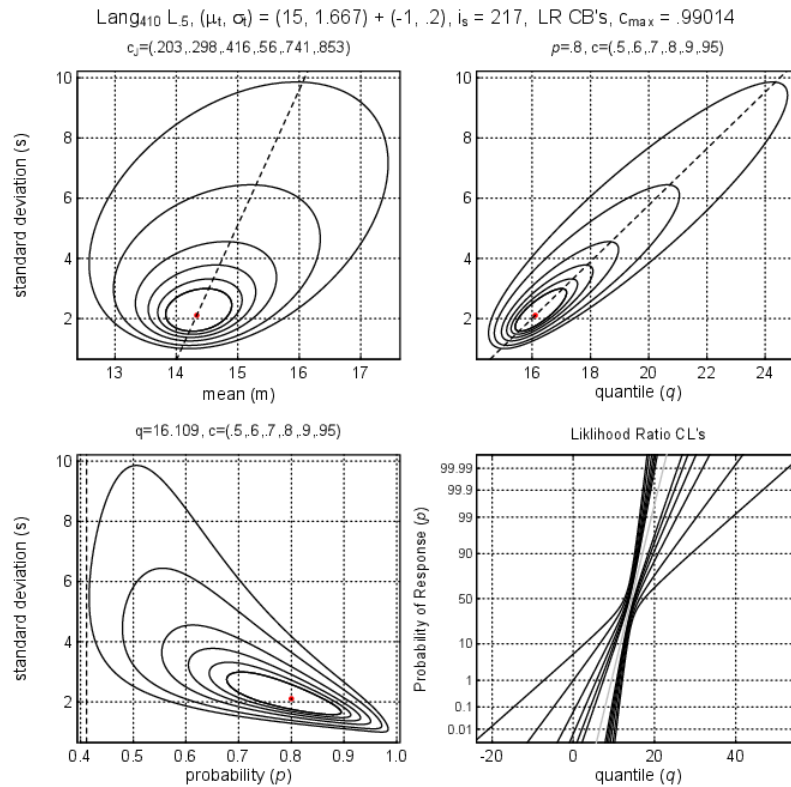 Lang410 L.5, (μt, σt) = (15, 1.667) + (-1, .2), is = 217, LR CB's, cmax = .99014
cJ=(.203,.298,.416,.56,.741,.853)
p=.8, c=(.5,.6,.7,.8,.9,.95)
standard deviation (s)
10
8
6
4
2
13 14 15 16 17
mean (m)
10
8
6
4
2
16 18 20 22 24
quantile (q)
q=16.109, c=(.5,.6,.7,.8,.9,.95)
Liklihood Ratio CL's
standard deviation (s)
10
8
6
4
2
0.4 0.5 0.6 0.7 0.8 0.9 1.0
probability (p)
Probability of Response (p)
99.99
99.9
99
90
50
10
1
0.1
0.01
-20 0 20 40
quantile (q)